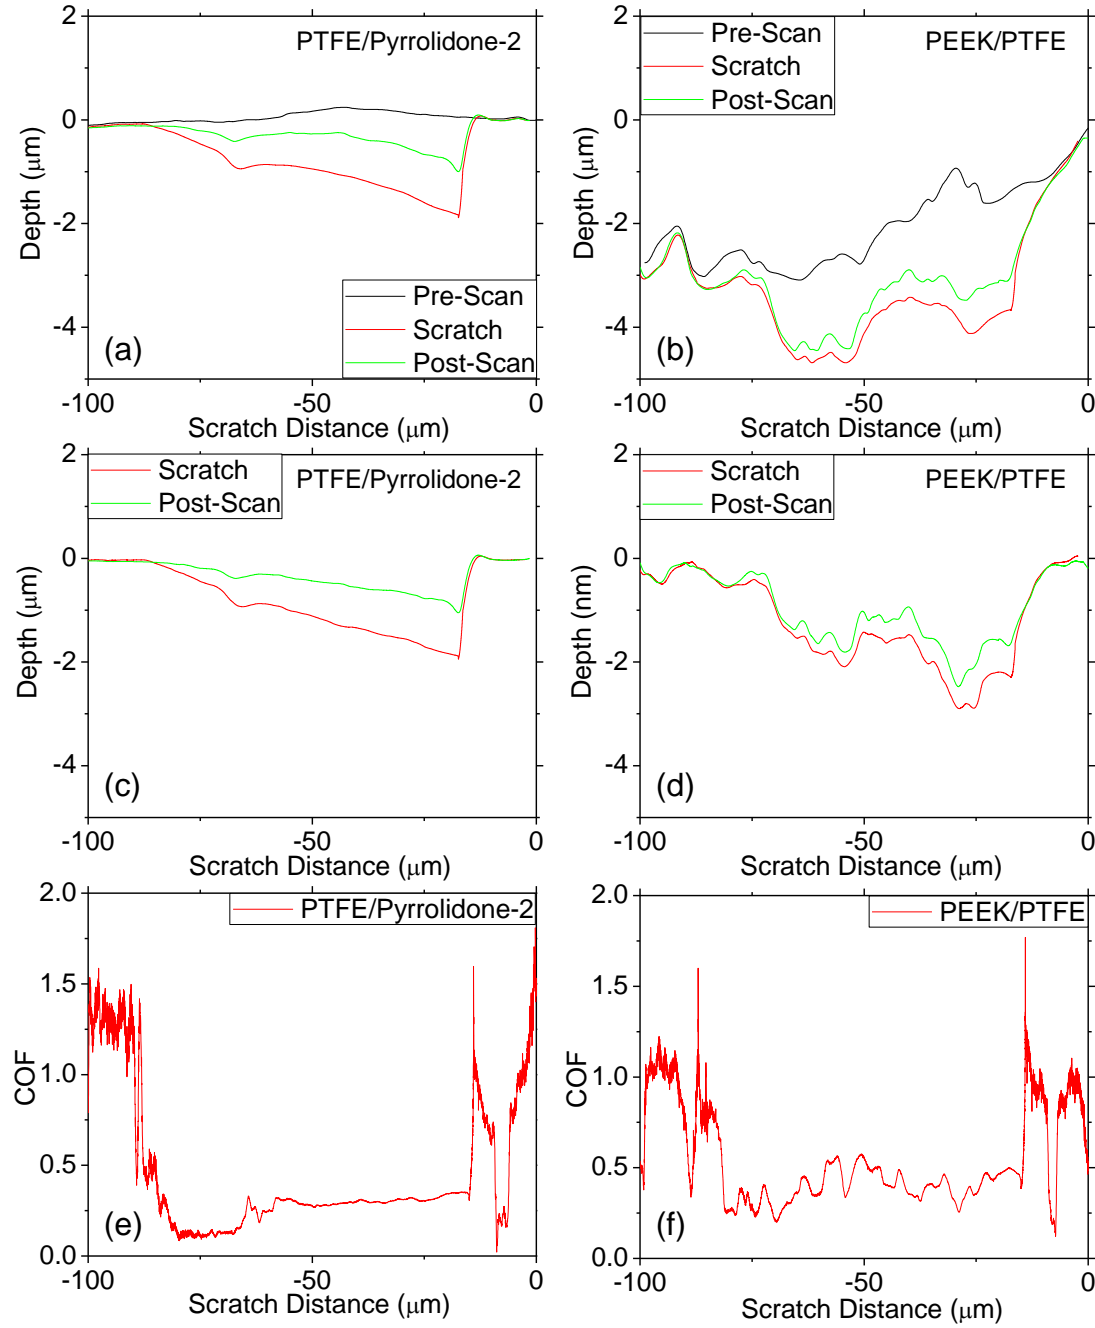 PTFE/Pyrrolidone-2
Pre-Scan
Scratch
Post-Scan
(a)
2
0
-2
-4
Depth (μm)
-100
-50
0
Scratch Distance (μm)
PEEK/PTFE
Pre-Scan
Scratch
Post-Scan
(b)
2
0
-2
-4
Depth (μm)
-100
-50
0
Scratch Distance (μm)
Scratch
Post-Scan
PTFE/Pyrrolidone-2
(c)
2
0
-2
-4
Depth (μm)
-100
-50
0
Scratch Distance (μm)
Scratch
Post-Scan
PEEK/PTFE
(d)
2
0
-2
-4
Depth (nm)
-100
-50
0
Scratch Distance (μm)
PTFE/Pyrrolidone-2
(e)
2.0
1.5
1.0
0.5
0.0
COF
-100
-50
0
Scratch Distance (μm)
PEEK/PTFE
(f)
2.0
1.5
1.0
0.5
0.0
COF
-100
-50
0
Scratch Distance (μm)